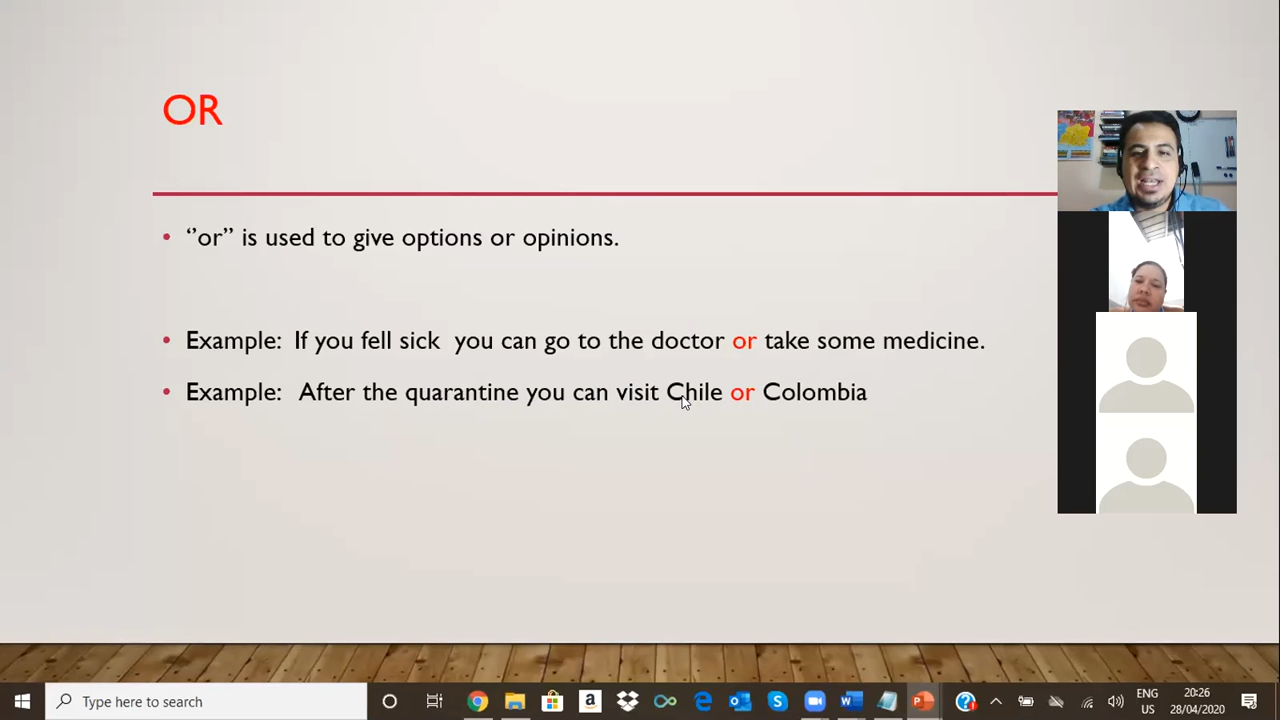 OR
• ‘’or’’ is used to give options or opinions.
• Example:  If you fell sick  you can go to the doctor or take some medicine.
• Example:  After the quarantine you can visit Chile or Colombia
Type here to search
ENG
US
20:26
28/04/2020